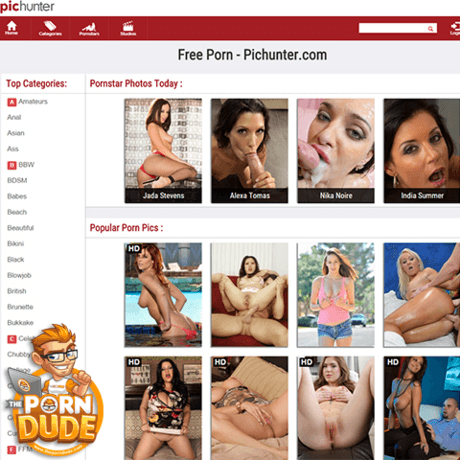 pichunter
Home
Categories
Pornstars
Studios
Free Porn - Pichunter.com
Top Categories:
A Amateurs
Anal
Asian
Ass
B BBW
BDSM
Babes
Beach
Beautiful
Bikini
Black
Blowjob
British
Brunette
Bukkake
C
Chubby
F FFM
Pornstar Photos Today :
Jada Stevens
Alexa Tomas
Nika Noire
India Summer
Popular Porn Pics :
HD
HD
HD
HD
HD
THE
PORN
DUDE